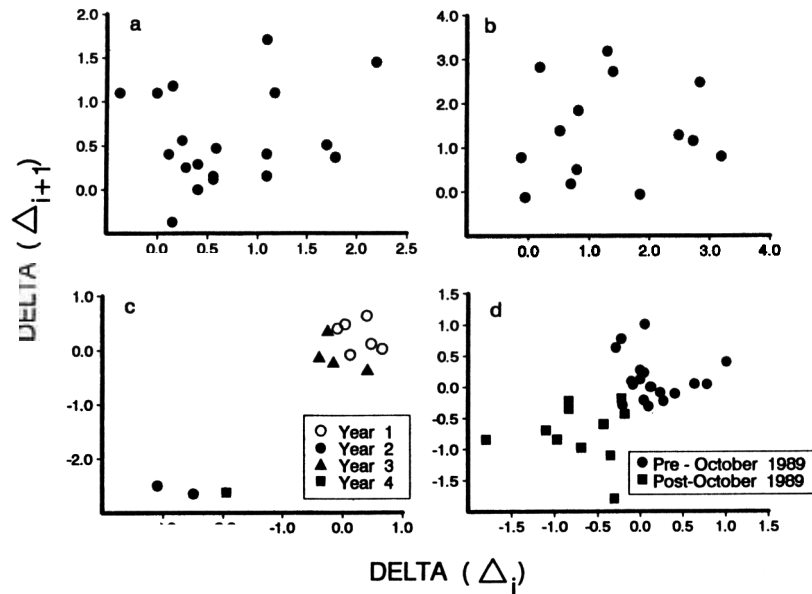 a
2.0
1.5
1.0
0.5
0.0
0.0 0.5 1.0 1.5 2.0 2.5
b
4.0
3.0
2.0
1.0
0.0
0.0 1.0 2.0 3.0 4.0
DELTA (△i+1)
c
1.0
0.0
-1.0
-2.0
-1.0 0.0 1.0
Year 1
Year 2
Year 3
Year 4
d
1.5
1.0
0.5
0.0
-0.5
-1.0
-1.5
-1.5 -1.0 -0.5 0.0 0.5 1.0 1.5
Pre - October 1989
Post-October 1989
DELTA (△i)